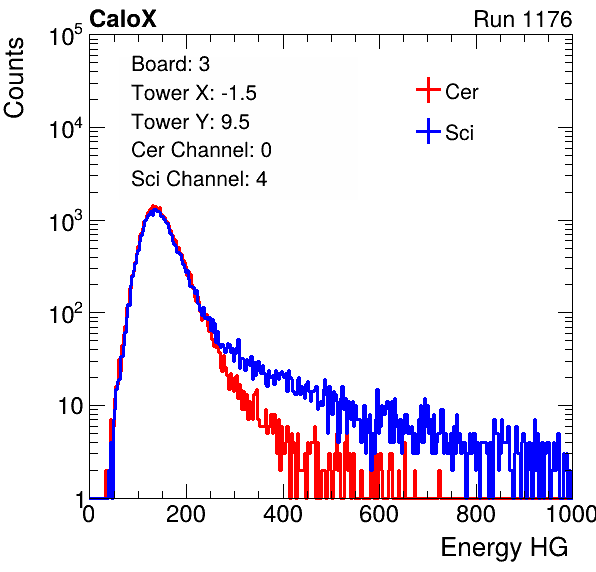 CaloX Run 1176
Counts
Board: 3
Tower X: -1.5
Tower Y: 9.5
Cer Channel: 0
Sci Channel: 4
Cer
Sci
10^5
10^4
10^3
10^2
10
1
0 200 400 600 800 1000
Energy HG